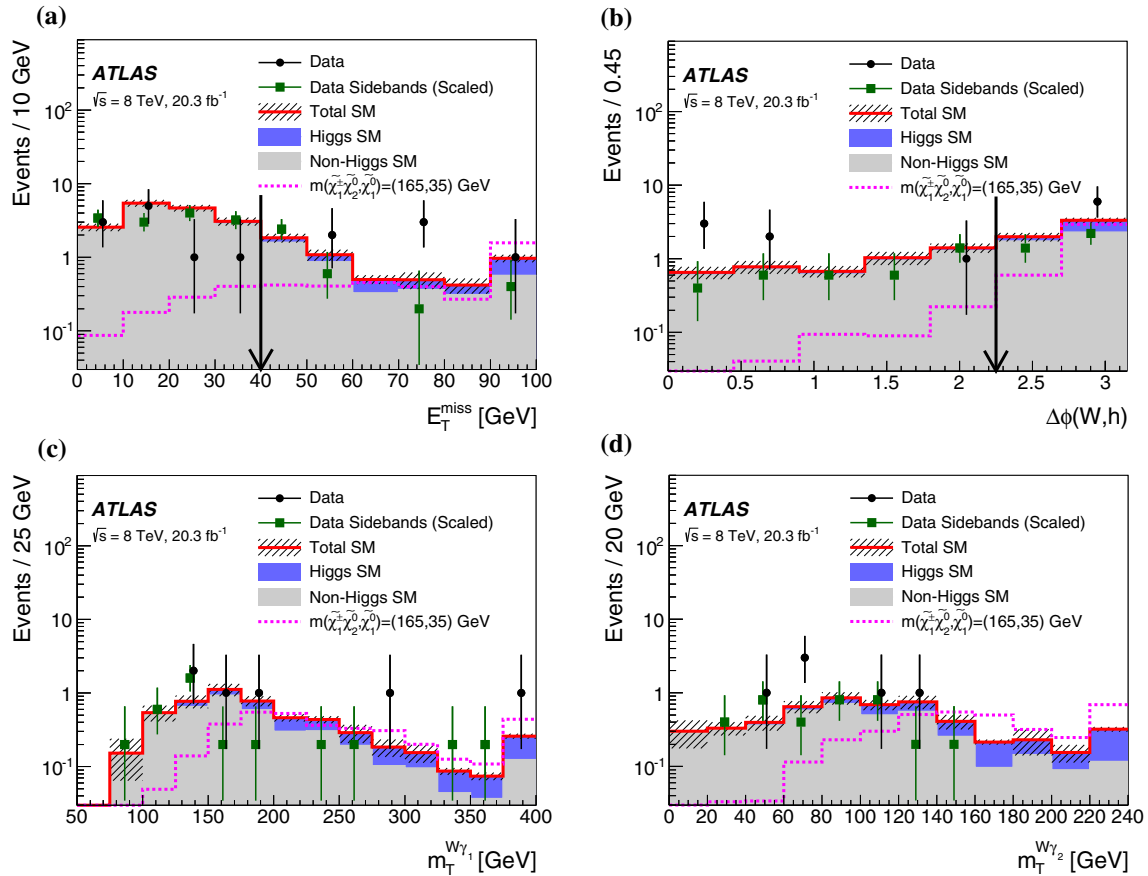 (a)
Events / 10 GeV
ATLAS
√s = 8 TeV, 20.3 fb⁻¹
Data
Data Sidebands (Scaled)
Total SM
Higgs SM
Non-Higgs SM
m(χ̃₁±χ̃₂⁰,χ̃₁⁰)=(165,35) GeV
10²
10
1
10⁻¹
0 10 20 30 40 50 60 70 80 90 100
E_T^miss [GeV]
(b)
Events / 0.45
ATLAS
√s = 8 TeV, 20.3 fb⁻¹
Data
Data Sidebands (Scaled)
Total SM
Higgs SM
Non-Higgs SM
m(χ̃₁±χ̃₂⁰,χ̃₁⁰)=(165,35) GeV
10²
10
1
10⁻¹
0 0.5 1 1.5 2 2.5 3
Δϕ(W,h)
(c)
Events / 25 GeV
ATLAS
√s = 8 TeV, 20.3 fb⁻¹
Data
Data Sidebands (Scaled)
Total SM
Higgs SM
Non-Higgs SM
m(χ̃₁±χ̃₂⁰,χ̃₁⁰)=(165,35) GeV
10²
10
1
10⁻¹
50 100 150 200 250 300 350 400
m_T^Wγ₁ [GeV]
(d)
Events / 20 GeV
ATLAS
√s = 8 TeV, 20.3 fb⁻¹
Data
Data Sidebands (Scaled)
Total SM
Higgs SM
Non-Higgs SM
m(χ̃₁±χ̃₂⁰,χ̃₁⁰)=(165,35) GeV
10²
10
1
10⁻¹
0 20 40 60 80 100 120 140 160 180 200 220 240
m_T^Wγ₂ [GeV]